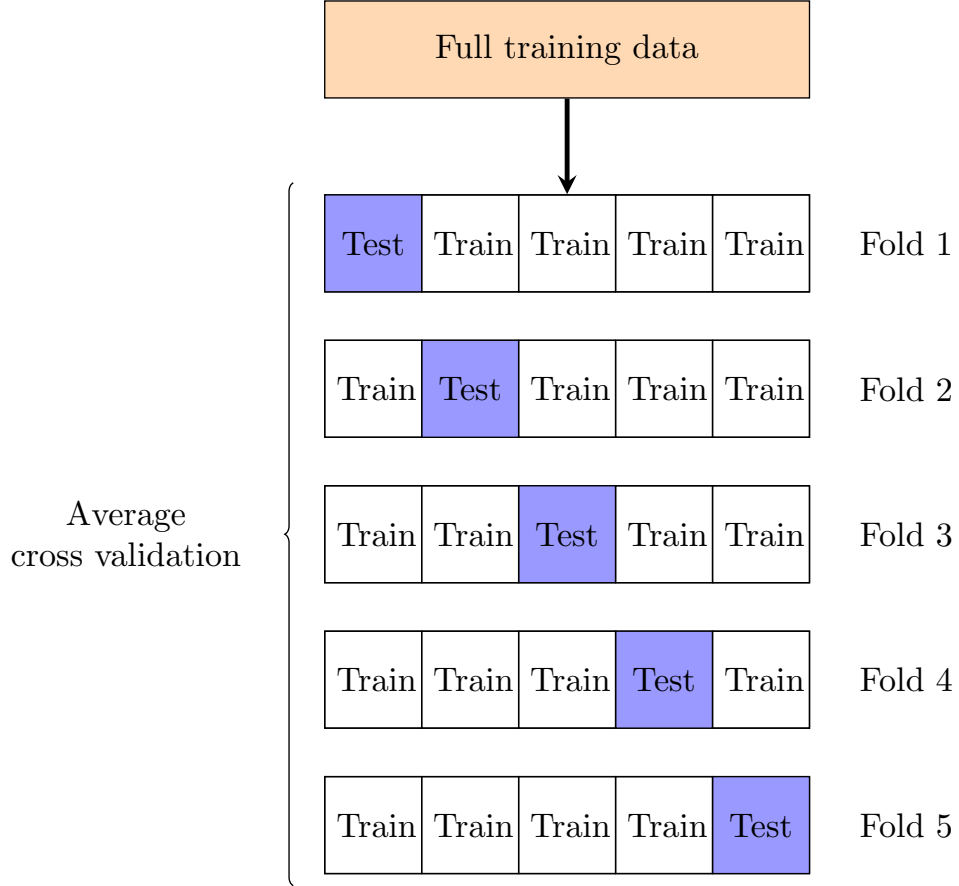 Full training data
Test Train Train Train Train Fold 1
Train Test Train Train Train Fold 2
Average
cross validation
Train Train Test Train Train Fold 3
Train Train Train Test Train Fold 4
Train Train Train Train Test Fold 5